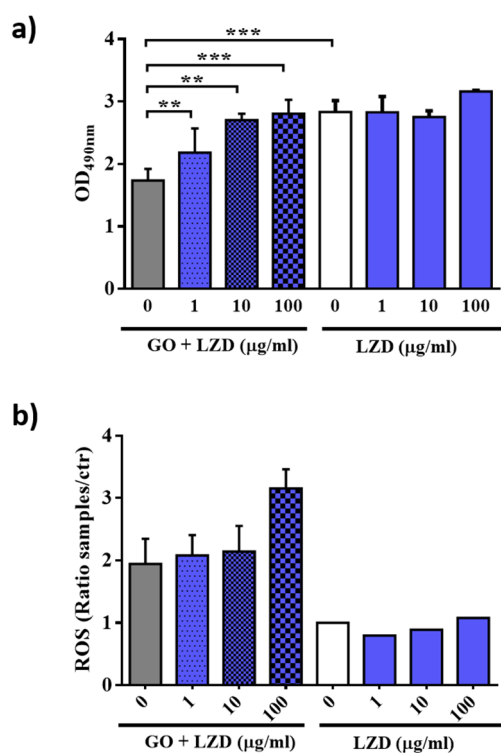 a)
***
***
**
**
4
3
2
1
0
OD490nm
0 1 10 100 0 1 10 100
GO + LZD (µg/ml) LZD (µg/ml)
b)
4
3
2
1
0
ROS (Ratio samples/ctr)
0 1 10 100 0 1 10 100
GO + LZD (µg/ml) LZD (µg/ml)